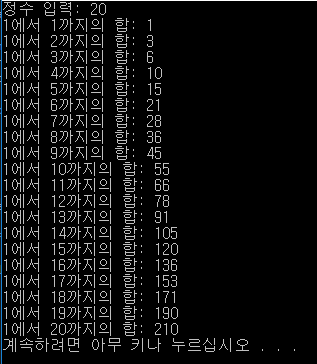 정수 입력: 20
1에서 1까지의 합: 1
1에서 2까지의 합: 3
1에서 3까지의 합: 6
1에서 4까지의 합: 10
1에서 5까지의 합: 15
1에서 6까지의 합: 21
1에서 7까지의 합: 28
1에서 8까지의 합: 36
1에서 9까지의 합: 45
1에서 10까지의 합: 55
1에서 11까지의 합: 66
1에서 12까지의 합: 78
1에서 13까지의 합: 91
1에서 14까지의 합: 105
1에서 15까지의 합: 120
1에서 16까지의 합: 136
1에서 17까지의 합: 153
1에서 18까지의 합: 171
1에서 19까지의 합: 190
1에서 20까지의 합: 210
계속하려면 아무 키나 누르십시오 . . .